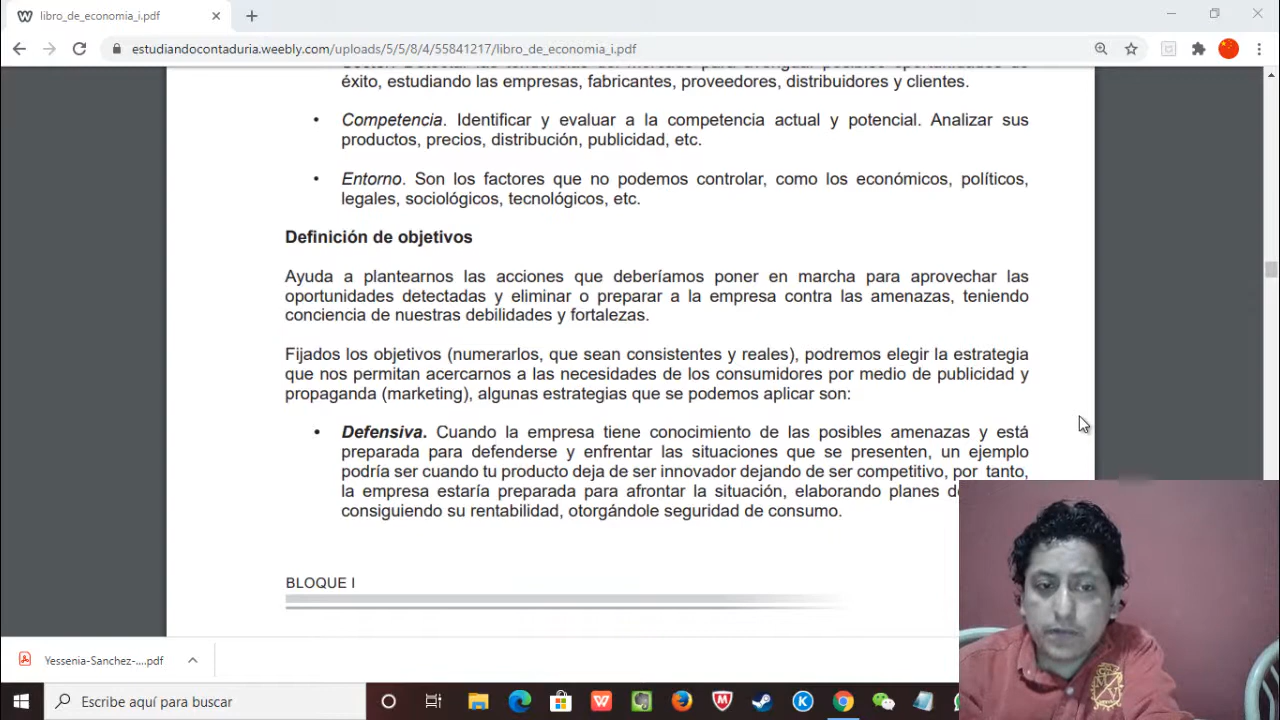 libro_de_economia_i.pdf
estudiandocontaduria.weebly.com/uploads/5/5/8/4/55841217/libro_de_economia_i.pdf
éxito, estudiando las empresas, fabricantes, proveedores, distribuidores y clientes.
• Competencia. Identificar y evaluar a la competencia actual y potencial. Analizar sus
productos, precios, distribución, publicidad, etc.
• Entorno. Son los factores que no podemos controlar, como los económicos, políticos,
legales, sociológicos, tecnológicos, etc.
Definición de objetivos
Ayuda a plantearnos las acciones que deberíamos poner en marcha para aprovechar las
oportunidades detectadas y eliminar o preparar a la empresa contra las amenazas, teniendo
conciencia de nuestras debilidades y fortalezas.
Fijados los objetivos (numerarlos, que sean consistentes y reales), podremos elegir la estrategia
que nos permitan acercarnos a las necesidades de los consumidores por medio de publicidad y
propaganda (marketing), algunas estrategias que se podemos aplicar son:
• Defensiva. Cuando la empresa tiene conocimiento de las posibles amenazas y está
preparada para defenderse y enfrentar las situaciones que se presenten, un ejemplo
podría ser cuando tu producto deja de ser innovador dejando de ser competitivo, por tanto,
la empresa estaría preparada para afrontar la situación, elaborando planes
consiguiendo su rentabilidad, otorgándole seguridad de consumo.
BLOQUE I
Yessenia-Sanchez-....pdf
Escribe aquí para buscar